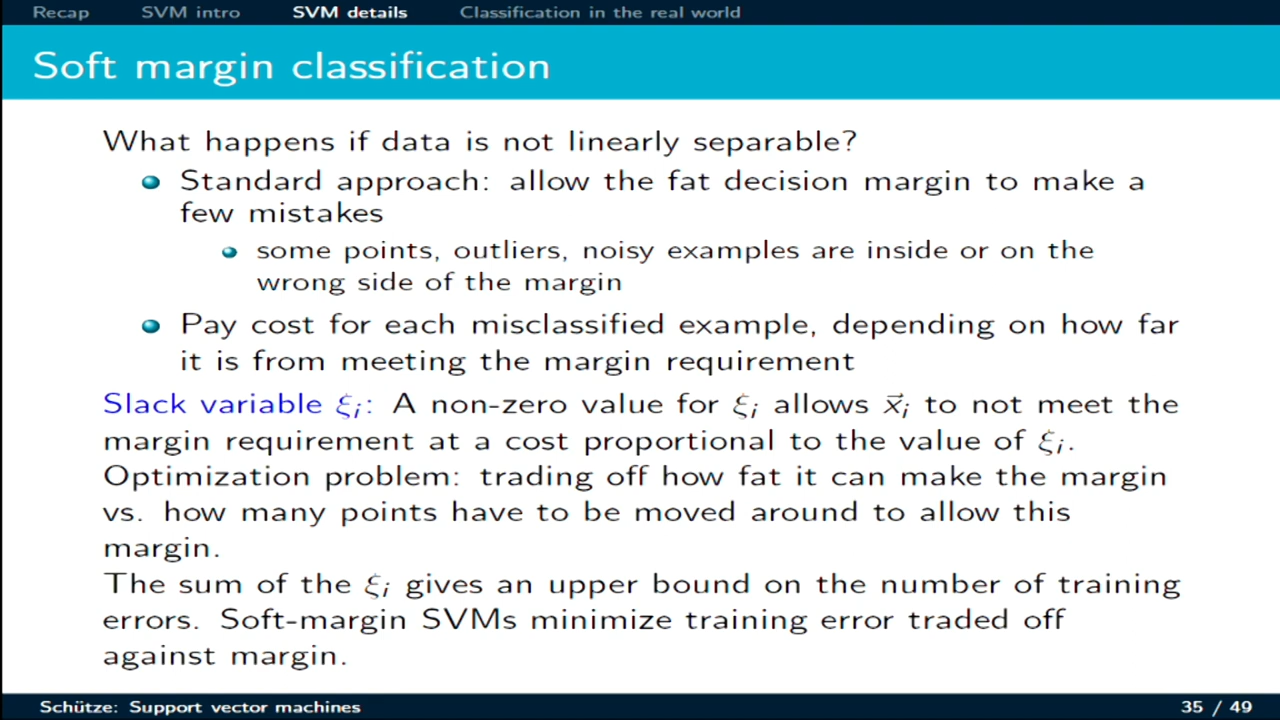 Recap SVM intro SVM details Classification in the real world
Soft margin classification
What happens if data is not linearly separable?
Standard approach: allow the fat decision margin to make a
few mistakes
some points, outliers, noisy examples are inside or on the
wrong side of the margin
Pay cost for each misclassified example, depending on how far
it is from meeting the margin requirement
Slack variable ξᵢ: A non-zero value for ξᵢ allows x⃗ᵢ to not meet the
margin requirement at a cost proportional to the value of ξᵢ.
Optimization problem: trading off how fat it can make the margin
vs. how many points have to be moved around to allow this
margin.
The sum of the ξᵢ gives an upper bound on the number of training
errors. Soft-margin SVMs minimize training error traded off
against margin.
Schütze: Support vector machines 35 / 49